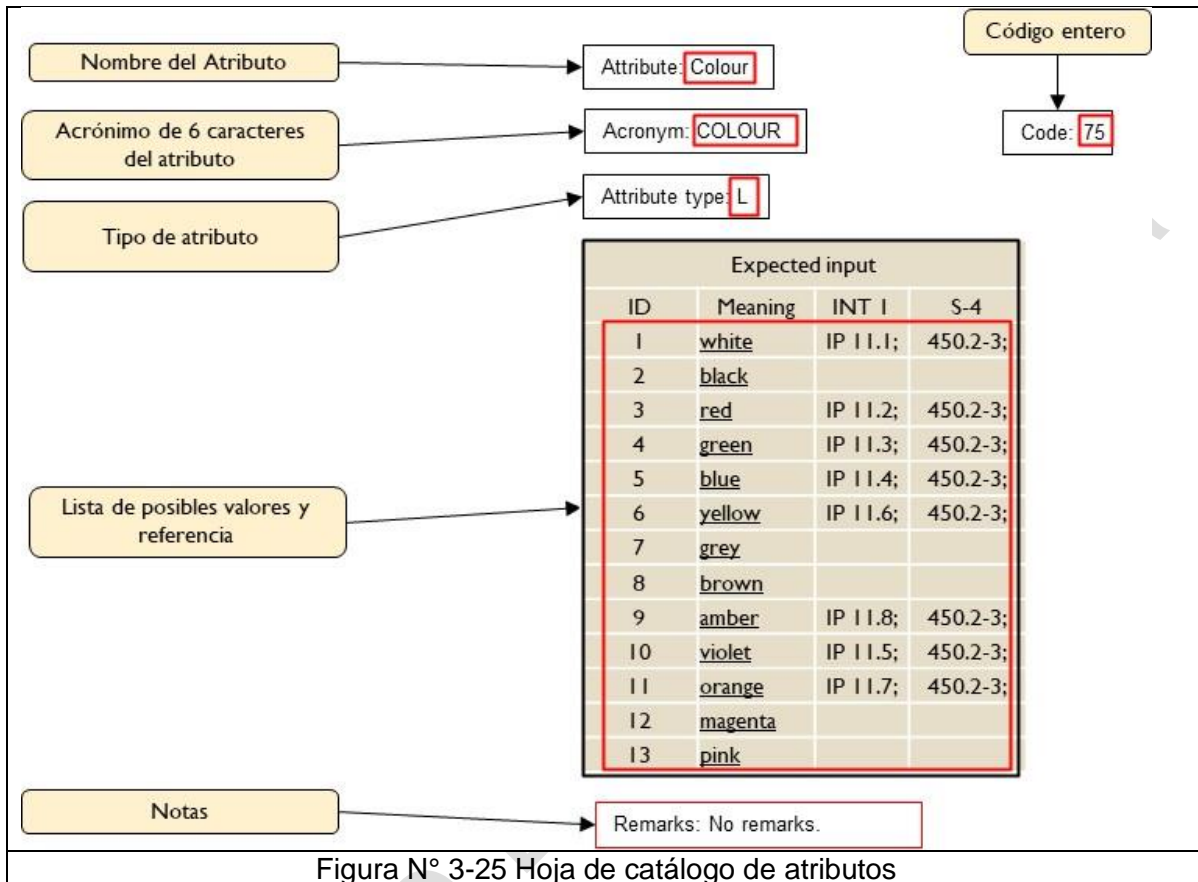 Código entero
Nombre del Atributo
Attribute: Colour
Acrónimo de 6 caracteres
del atributo
Acronym: COLOUR
Code: 75
Tipo de atributo
Attribute type: L
Expected input
ID Meaning INT 1 S-4
1 white IP 11.1; 450.2-3;
2 black
3 red IP 11.2; 450.2-3;
4 green IP 11.3; 450.2-3;
5 blue IP 11.4; 450.2-3;
6 yellow IP 11.6; 450.2-3;
7 grey
8 brown
9 amber IP 11.8; 450.2-3;
10 violet IP 11.5; 450.2-3;
11 orange IP 11.7; 450.2-3;
12 magenta
13 pink
Lista de posibles valores y
referencia
Notas
Remarks: No remarks.
Figura N° 3-25 Hoja de catálogo de atributos